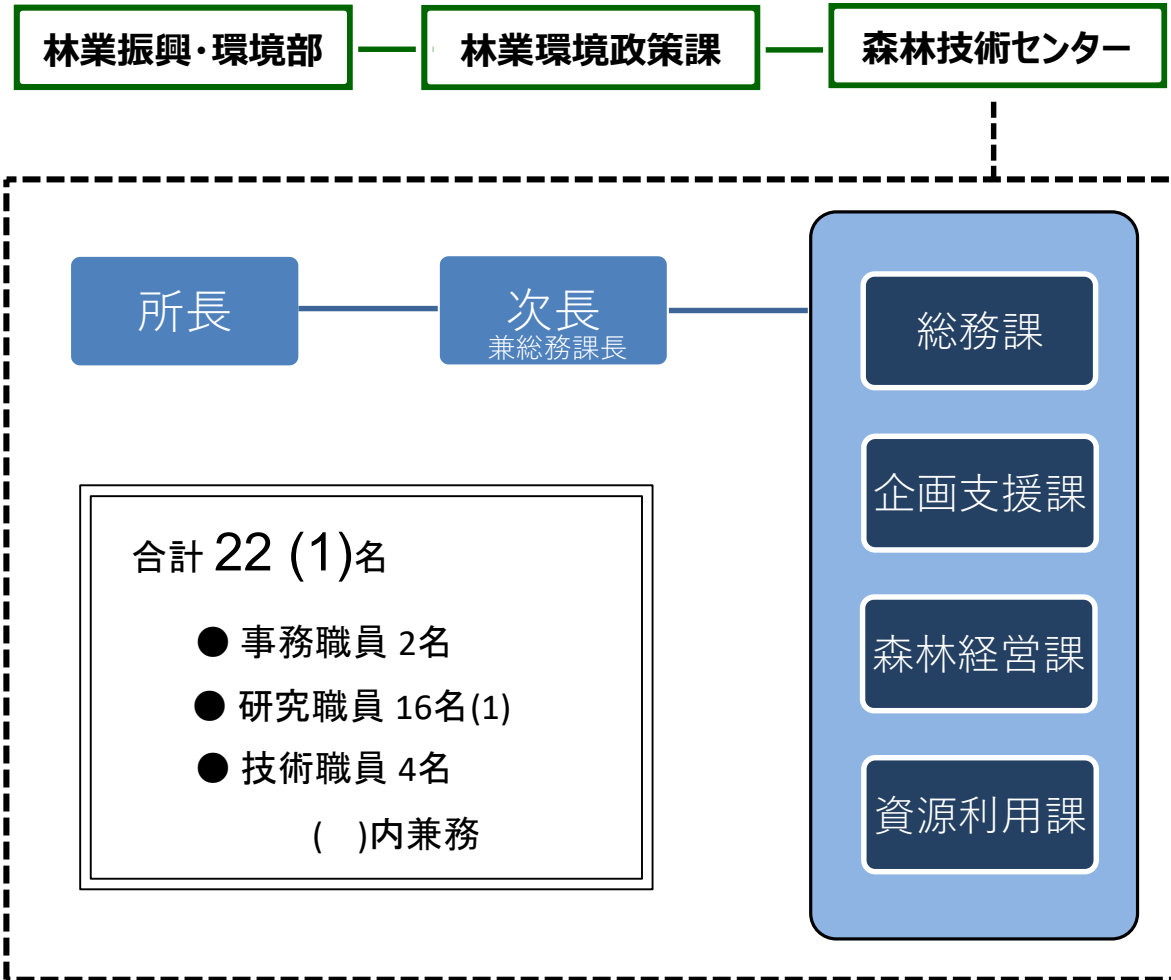 林業振興･環境部
林業環境政策課
森林技術センター
所長
次長
兼総務課長
総務課
企画支援課
森林経営課
資源利用課
合計 22 (1)名
● 事務職員 2名
● 研究職員 16名(1)
● 技術職員 4名
(　)内兼務